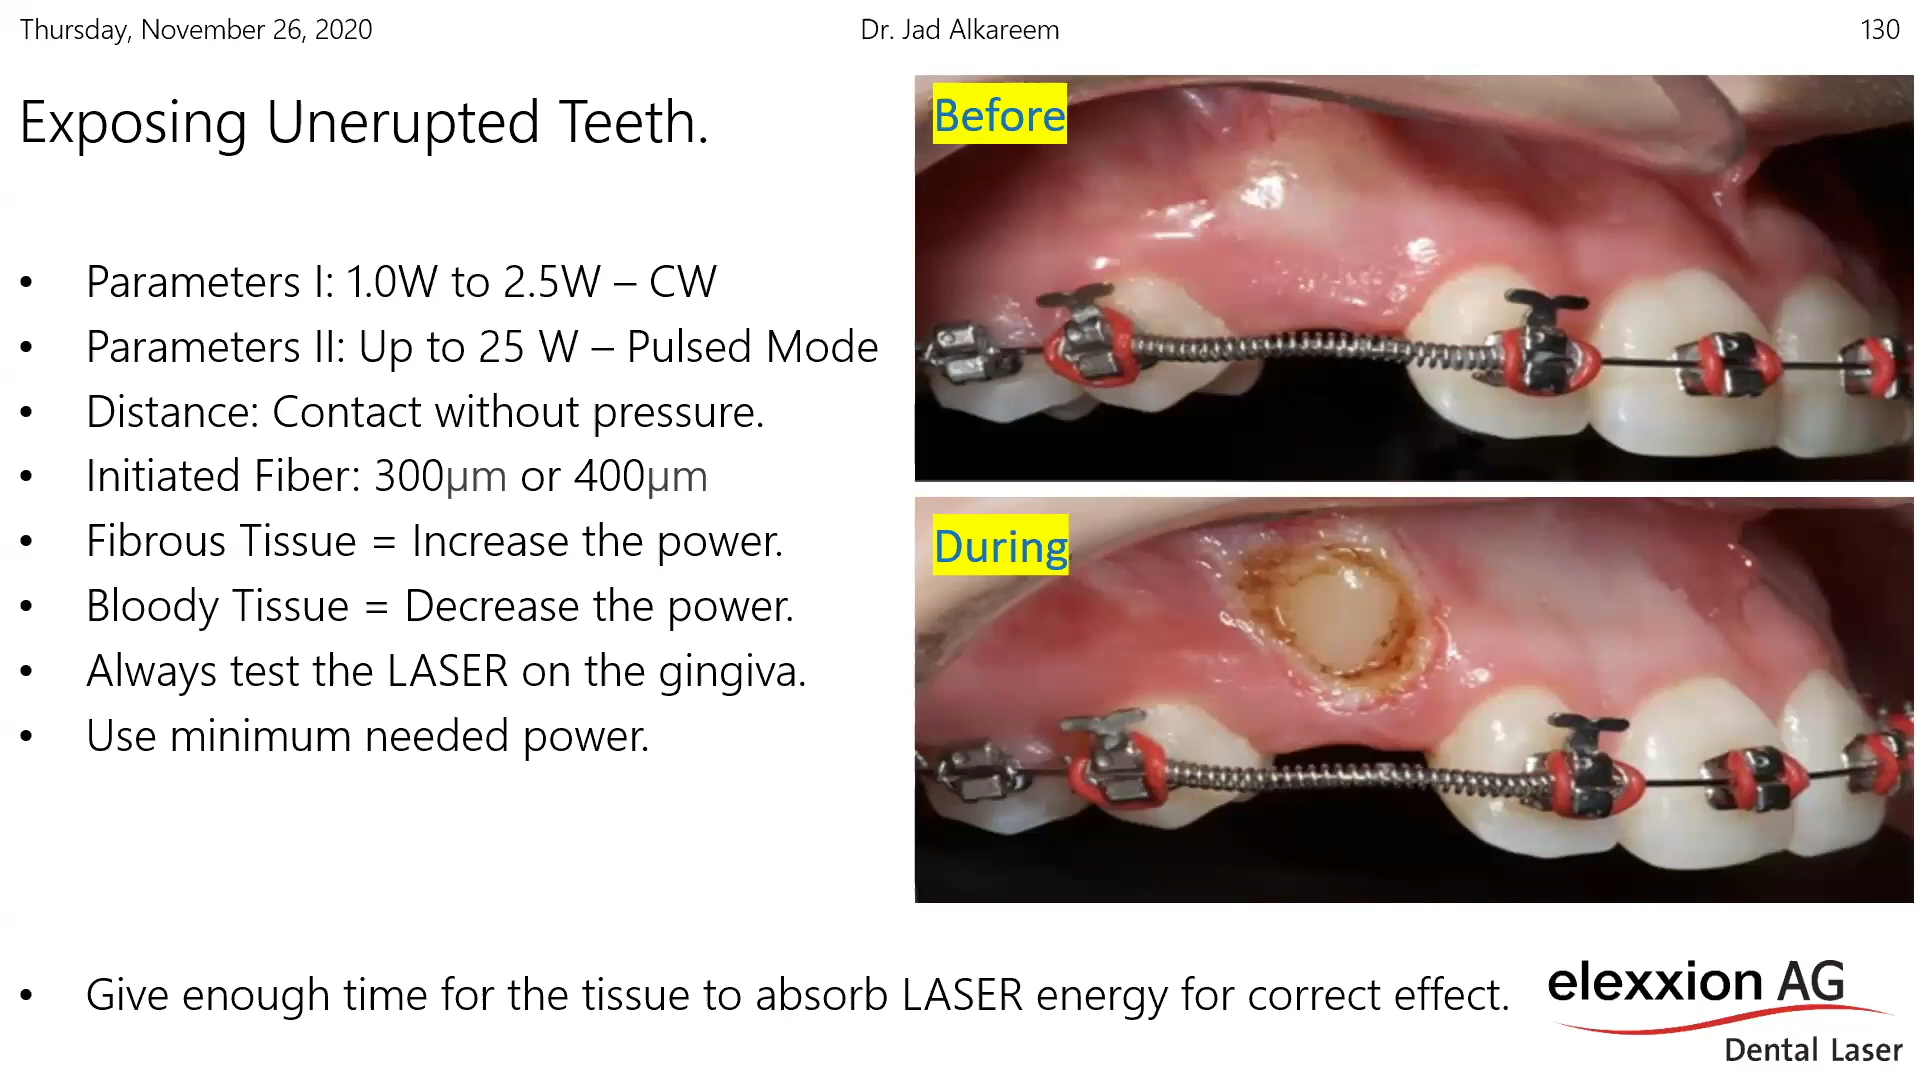 Thursday, November 26, 2020
Dr. Jad Alkareem
130
Exposing Unerupted Teeth.
• Parameters I: 1.0W to 2.5W – CW
• Parameters II: Up to 25 W – Pulsed Mode
• Distance: Contact without pressure.
• Initiated Fiber: 300µm or 400µm
• Fibrous Tissue = Increase the power.
• Bloody Tissue = Decrease the power.
• Always test the LASER on the gingiva.
• Use minimum needed power.
Before
During
• Give enough time for the tissue to absorb LASER energy for correct effect.
elexxion AG
Dental Laser